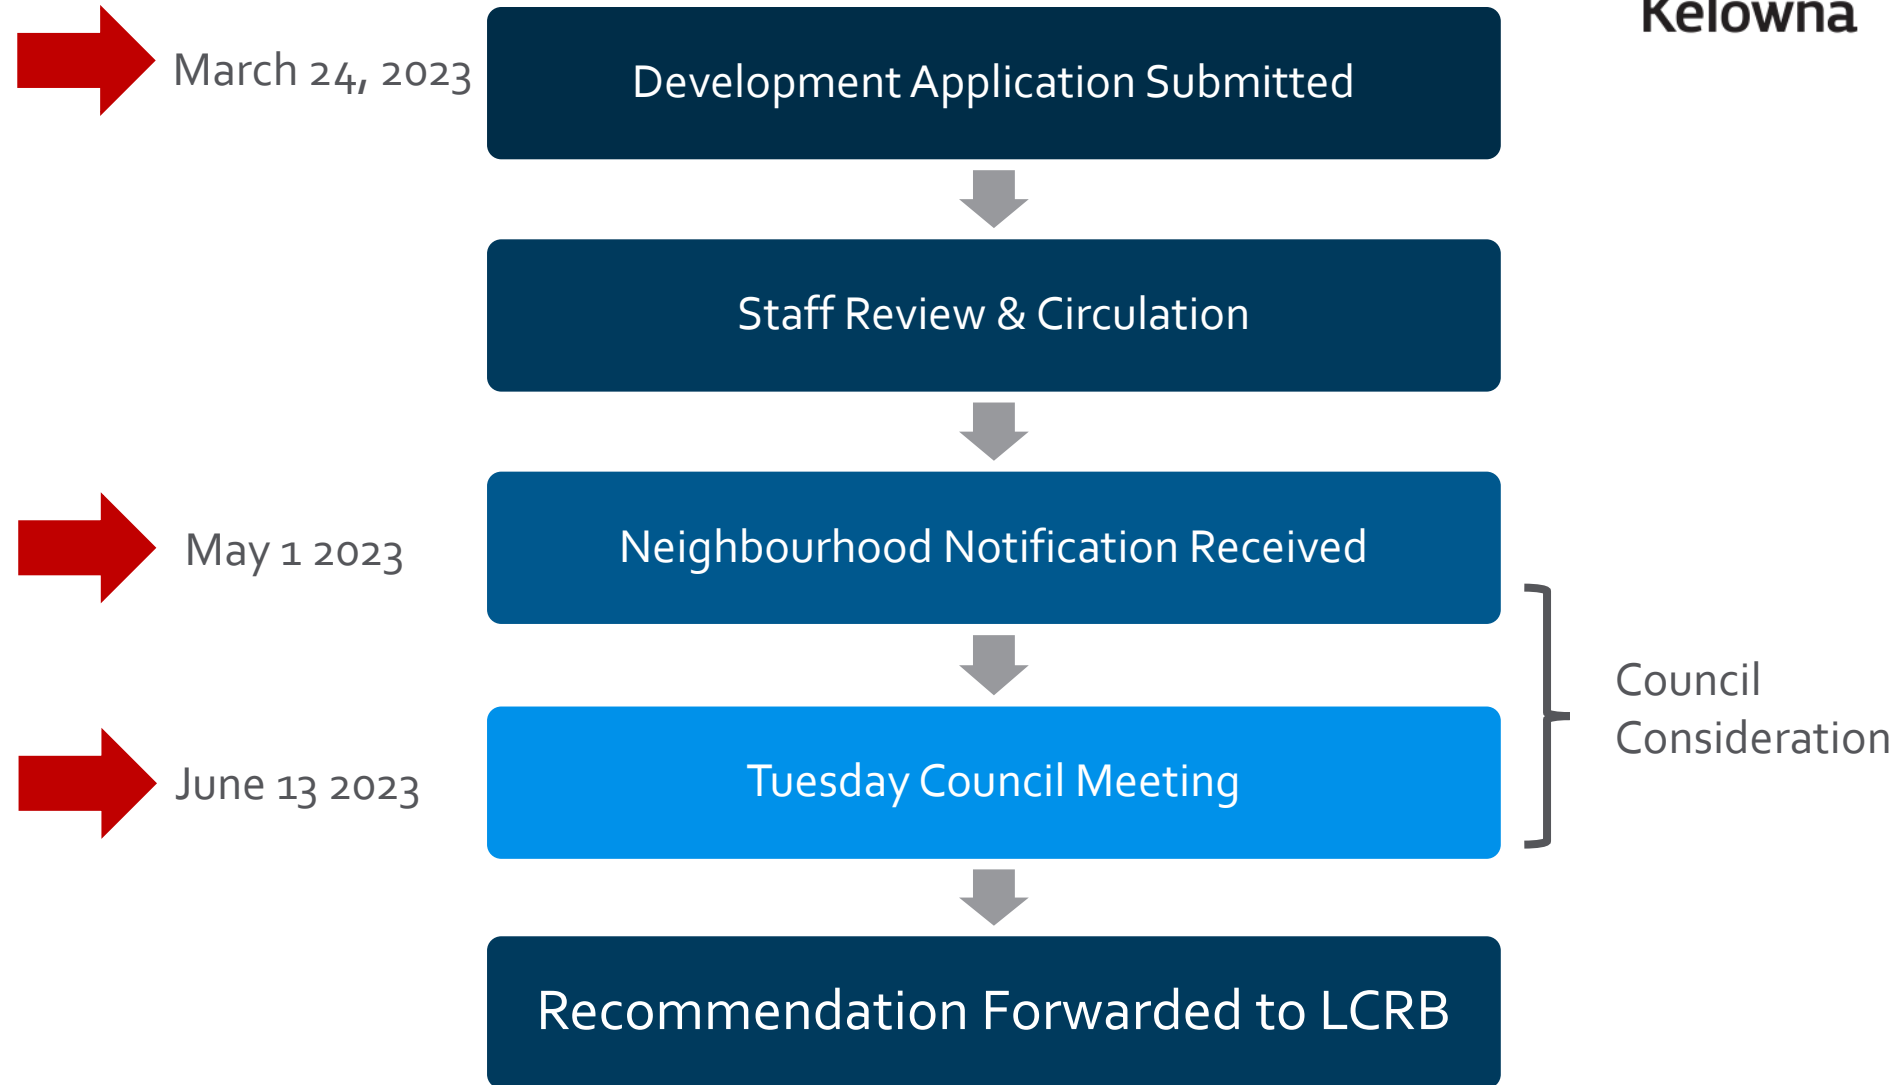 Kelowna
March 24, 2023
Development Application Submitted
Staff Review & Circulation
May 1 2023
Neighbourhood Notification Received
Council
Consideration
June 13 2023
Tuesday Council Meeting
Recommendation Forwarded to LCRB